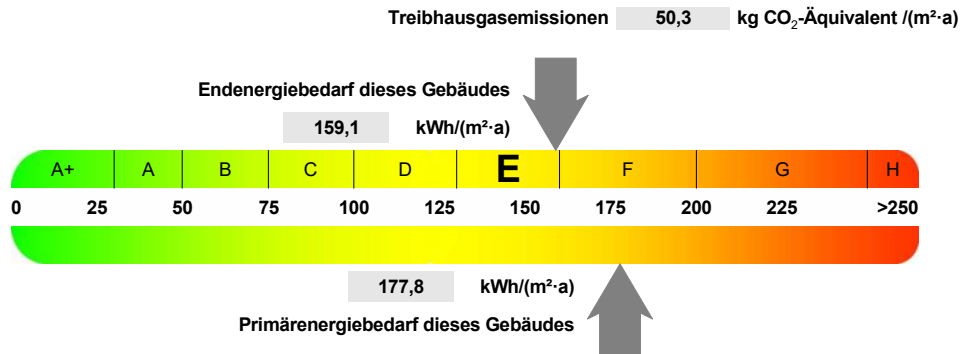 Treibhausgasemissionen 50,3 kg CO₂-Äquivalent /(m²·a)
Endenergiebedarf dieses Gebäudes
159,1 kWh/(m²·a)
A+ A B C D E F G H
0 25 50 75 100 125 150 175 200 225 >250
177,8 kWh/(m²·a)
Primärenergiebedarf dieses Gebäudes